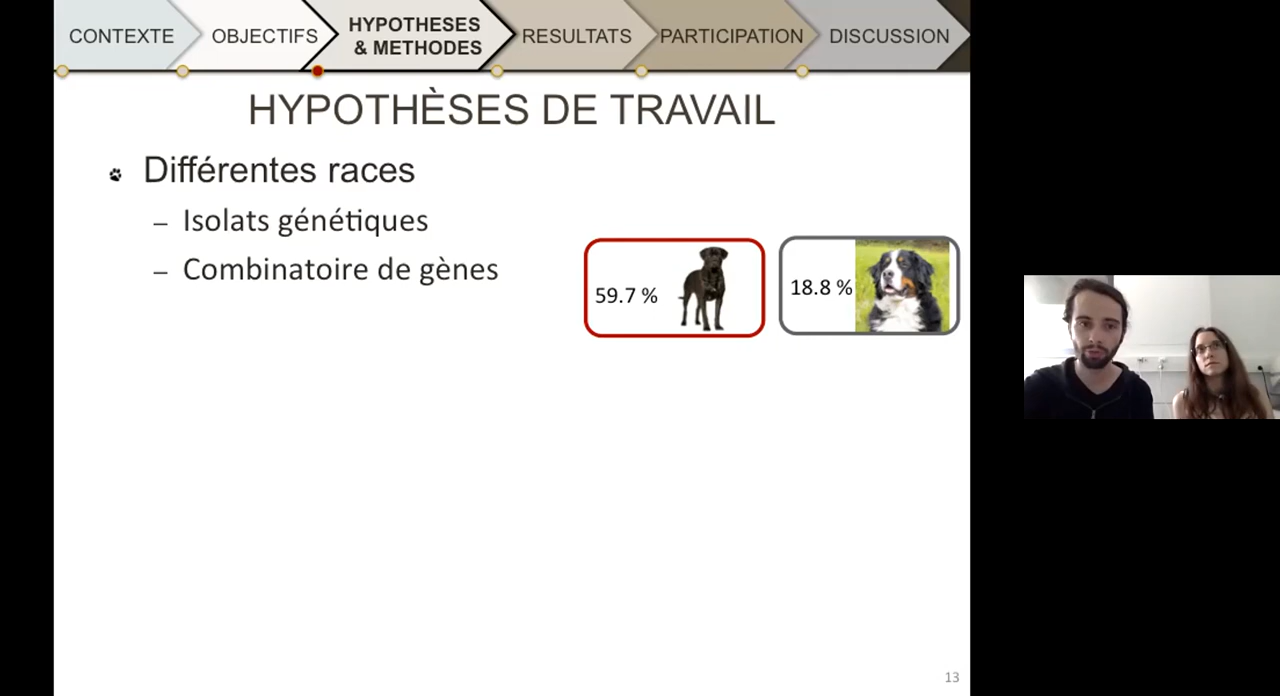 CONTEXTE
OBJECTIFS
HYPOTHESES
& METHODES
RESULTATS
PARTICIPATION
DISCUSSION
HYPOTHÈSES DE TRAVAIL
Différentes races
– Isolats génétiques
– Combinatoire de gènes
59.7 %
18.8 %
13